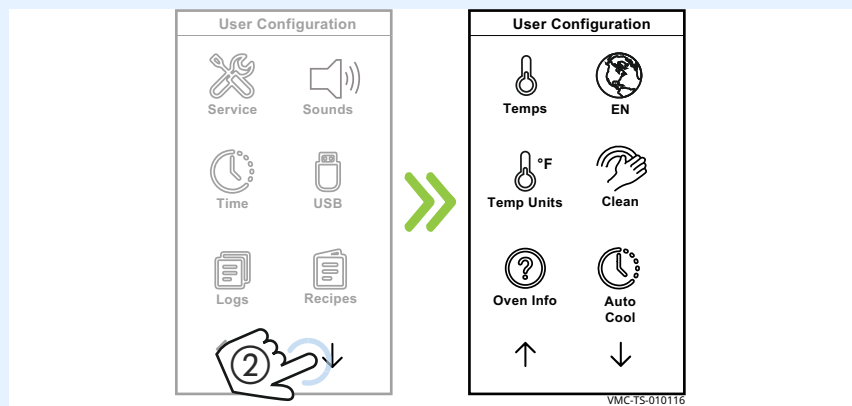 User Configuration
Service
Sounds
Time
USB
Logs
Recipes
2
User Configuration
Temps
EN
°F
Temp Units
Clean
?
Oven Info
Auto
Cool
VMC-TS-010116